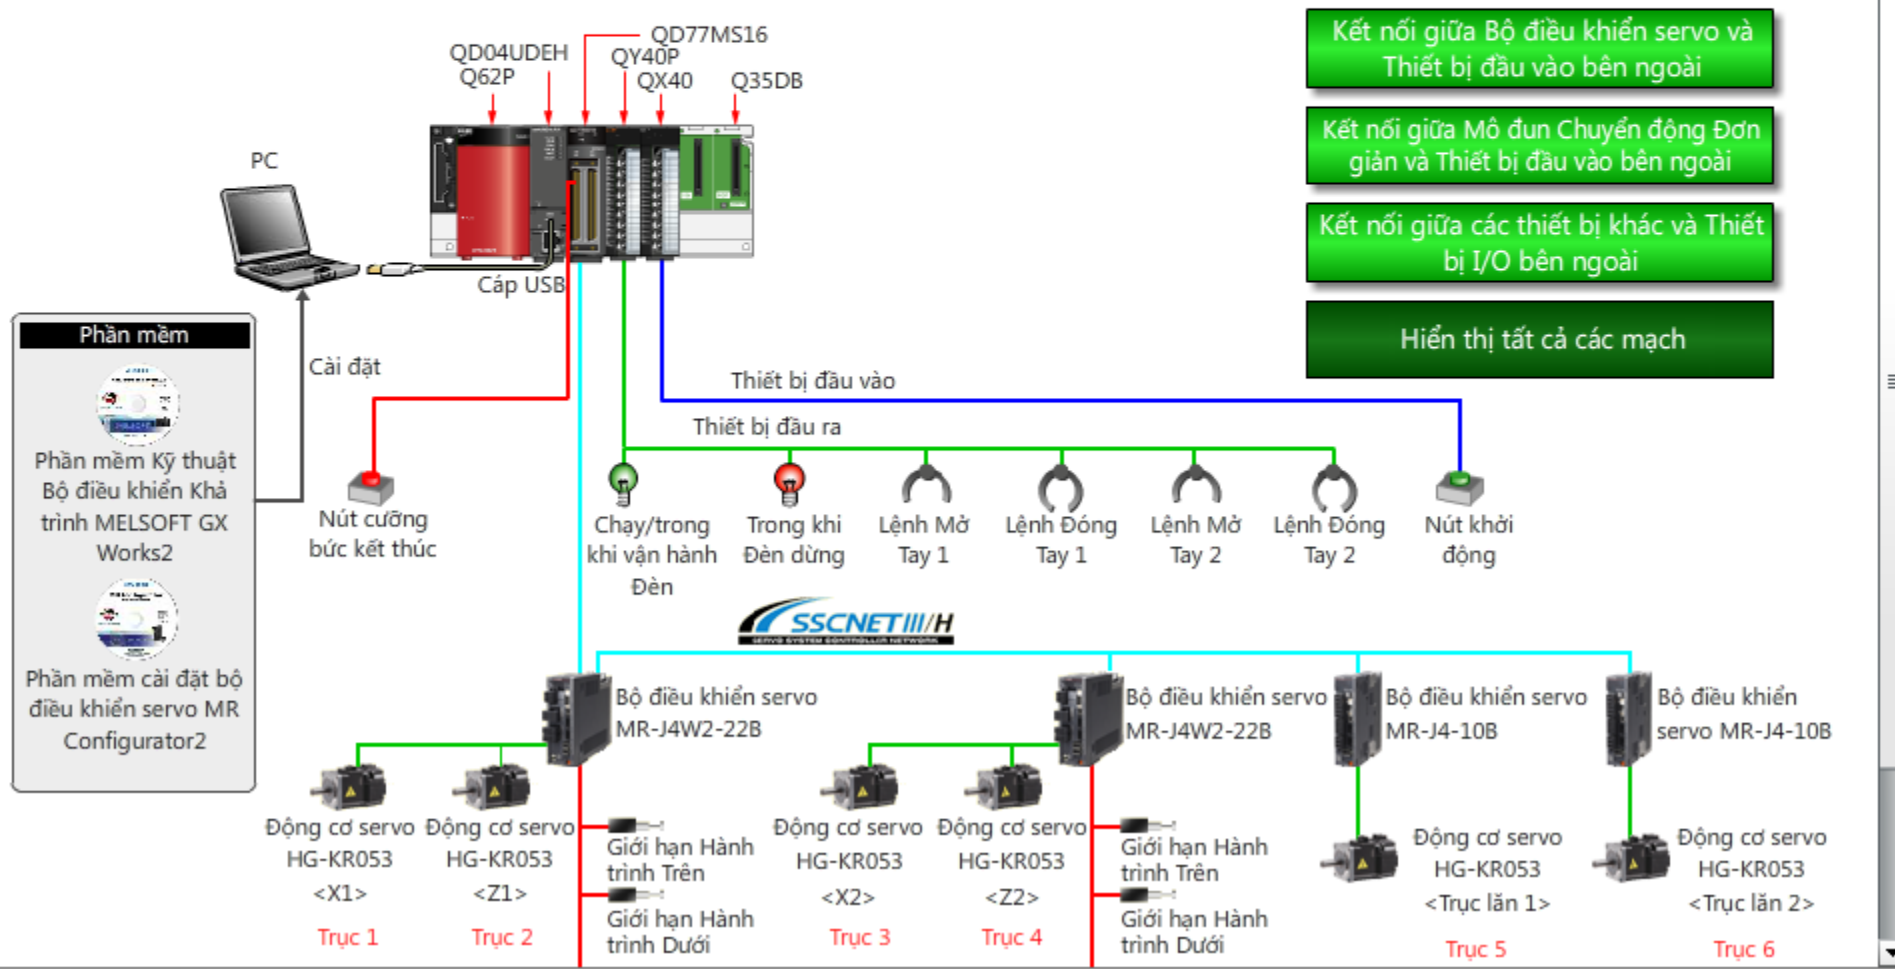 QD77MS16
QD04UDEH
QY40P
Q62P
QX40
Q35DB
PC
Cáp USB
Kết nối giữa Bộ điều khiển servo và
Thiết bị đầu vào bên ngoài
Kết nối giữa Mô đun Chuyển động Đơn
giản và Thiết bị đầu vào bên ngoài
Kết nối giữa các thiết bị khác và Thiết
bị I/O bên ngoài
Hiển thị tất cả các mạch
Phần mềm
Phần mềm Kỹ thuật
Bộ điều khiển Khả
trình MELSOFT GX
Works2
Phần mềm cài đặt bộ
điều khiển servo MR
Configurator2
Cài đặt
Thiết bị đầu vào
Thiết bị đầu ra
Nút cưỡng
bức kết thúc
Chạy/trong
khi vận hành
Đèn
Trong khi
Đèn dừng
Lệnh Mở
Tay 1
Lệnh Đóng
Tay 1
Lệnh Mở
Tay 2
Lệnh Đóng
Tay 2
Nút khởi
động
SSCNET III/H
SERVO SYSTEM CONTROLLER NETWORK
Bộ điều khiển servo
MR-J4W2-22B
Bộ điều khiển servo
MR-J4W2-22B
Bộ điều khiển servo
MR-J4-10B
Bộ điều khiển
servo MR-J4-10B
Động cơ servo
HG-KR053
<X1>
Trục 1
Động cơ servo
HG-KR053
<Z1>
Trục 2
Giới hạn Hành
trình Trên
Giới hạn Hành
trình Dưới
Động cơ servo
HG-KR053
<X2>
Trục 3
Động cơ servo
HG-KR053
<Z2>
Trục 4
Giới hạn Hành
trình Trên
Giới hạn Hành
trình Dưới
Động cơ servo
HG-KR053
<Trục lăn 1>
Trục 5
Động cơ servo
HG-KR053
<Trục lăn 2>
Trục 6